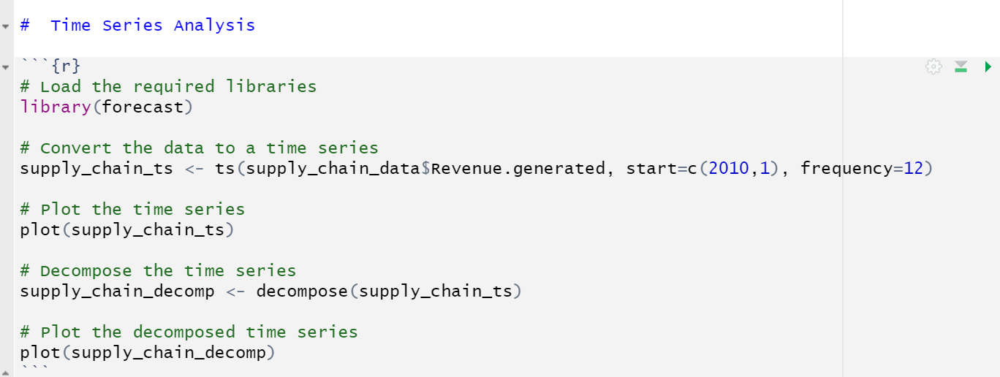 #  Time Series Analysis
```{r}
# Load the required libraries
library(forecast)
# Convert the data to a time series
supply_chain_ts <- ts(supply_chain_data$Revenue.generated, start=c(2010,1), frequency=12)
# Plot the time series
plot(supply_chain_ts)
# Decompose the time series
supply_chain_decomp <- decompose(supply_chain_ts)
# Plot the decomposed time series
plot(supply_chain_decomp)
```